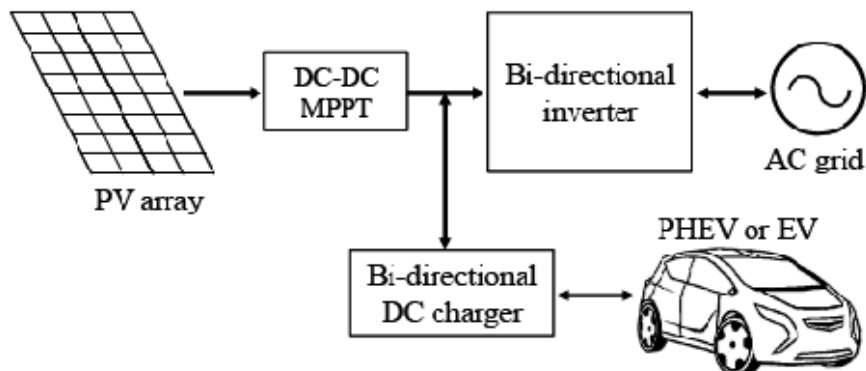 DC-DC
MPPT
Bi-directional
inverter
AC grid
PV array
PHEV or EV
Bi-directional
DC charger